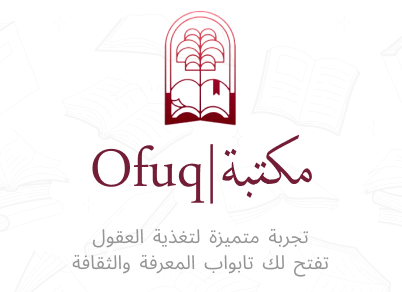 مكتبة|Ofuq
تجربة متميزة لتغذية العقول
تفتح لك تابواب المعرفة والثقافة